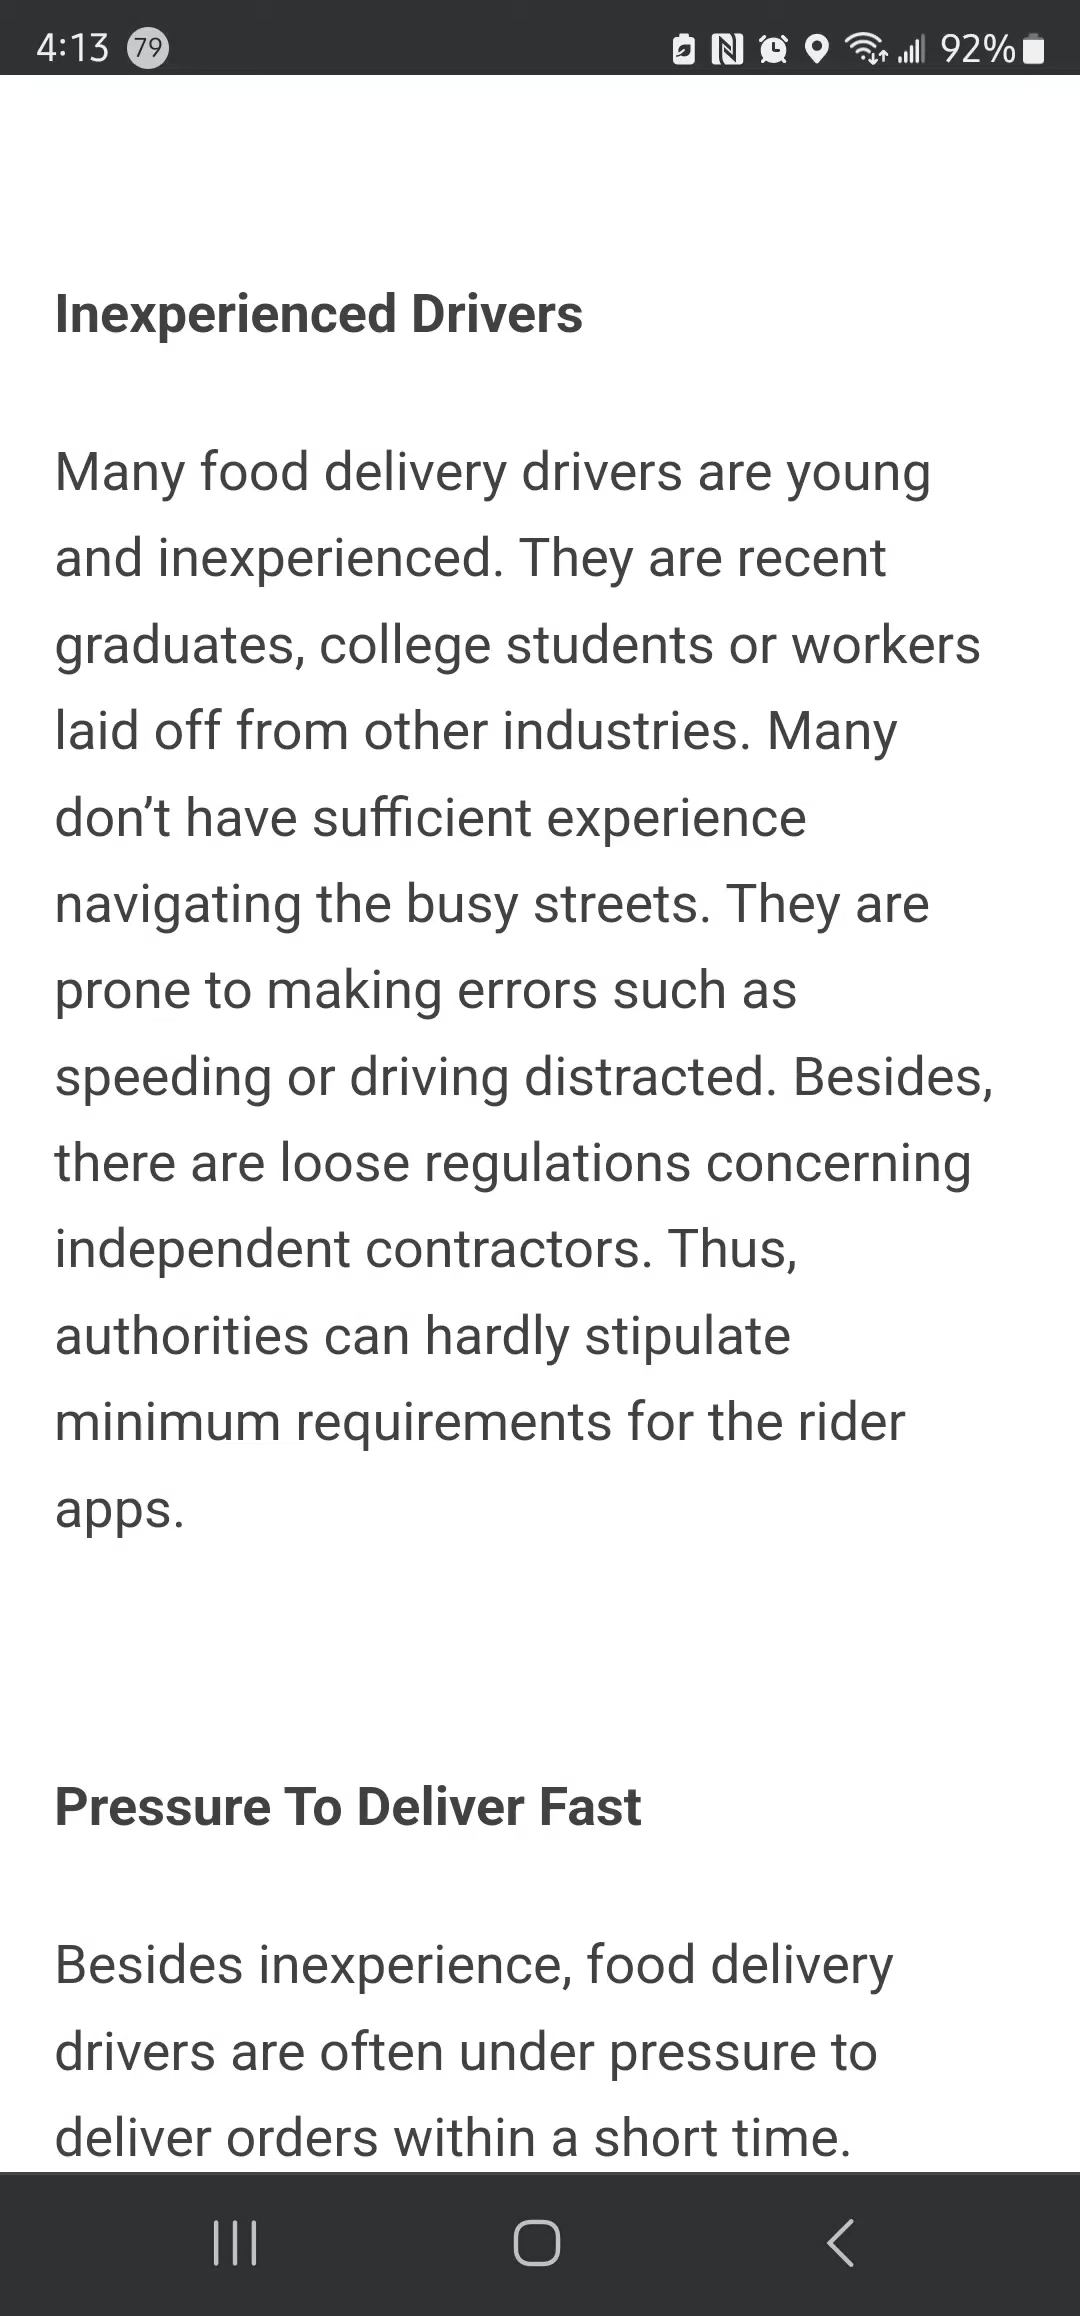 4:13 79 92%
Inexperienced Drivers
Many food delivery drivers are young
and inexperienced. They are recent
graduates, college students or workers
laid off from other industries. Many
don’t have sufficient experience
navigating the busy streets. They are
prone to making errors such as
speeding or driving distracted. Besides,
there are loose regulations concerning
independent contractors. Thus,
authorities can hardly stipulate
minimum requirements for the rider
apps.
Pressure To Deliver Fast
Besides inexperience, food delivery
drivers are often under pressure to
deliver orders within a short time.